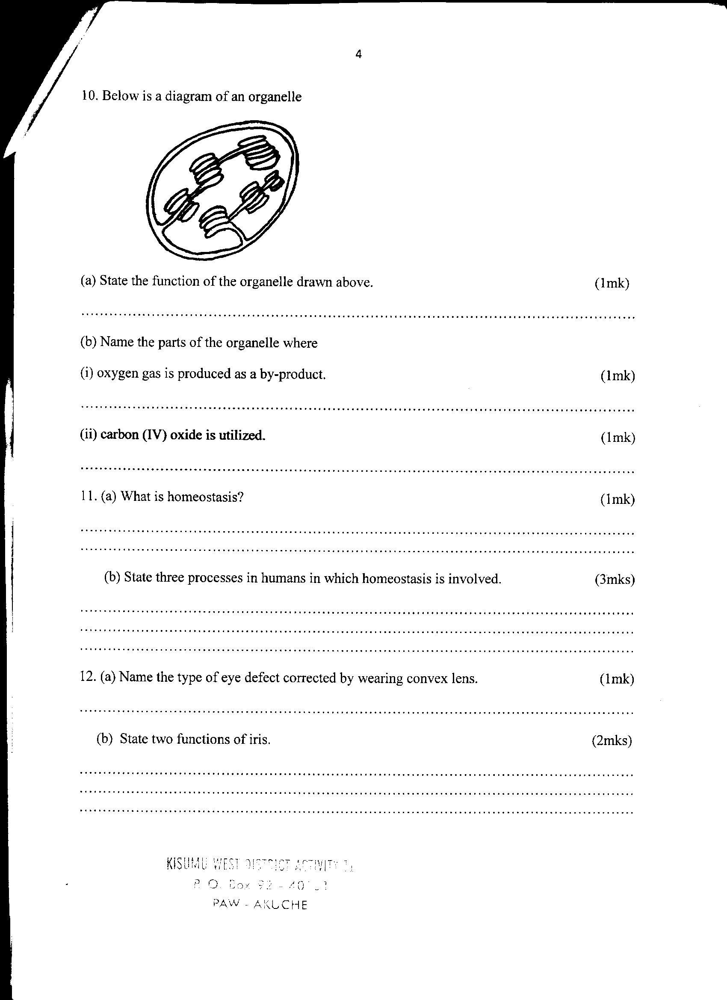 4
10. Below is a diagram of an organelle
(a) State the function of the organelle drawn above. (1mk)
(b) Name the parts of the organelle where
(i) oxygen gas is produced as a by-product. (1mk)
(ii) carbon (IV) oxide is utilized. (1mk)
11. (a) What is homeostasis? (1mk)
(b) State three processes in humans in which homeostasis is involved. (3mks)
12. (a) Name the type of eye defect corrected by wearing convex lens. (1mk)
(b) State two functions of iris. (2mks)
KISUMU WEST DISTRICT ACTIVITY
P. O. Box 92 -
PAW - AKUCHE